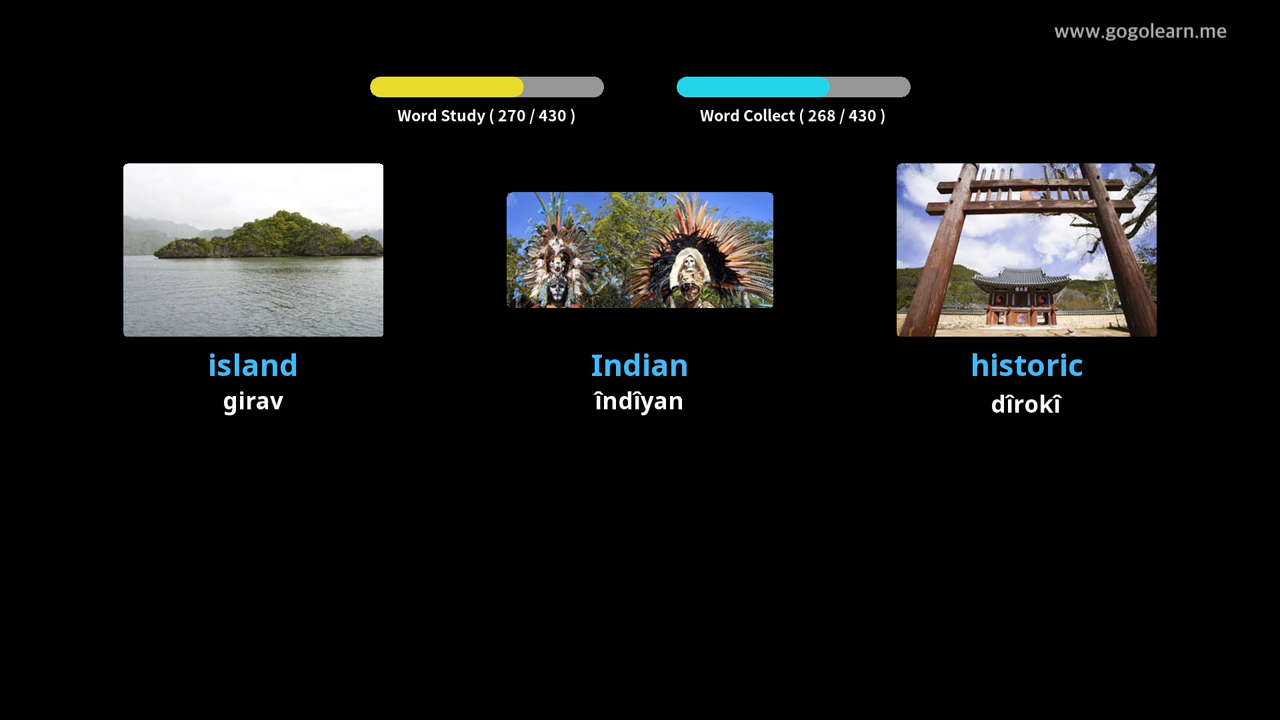 www.gogolearn.me
Word Study ( 270 / 430 )
Word Collect ( 268 / 430 )
island
girav
Indian
îndîyan
historic
dîrokî